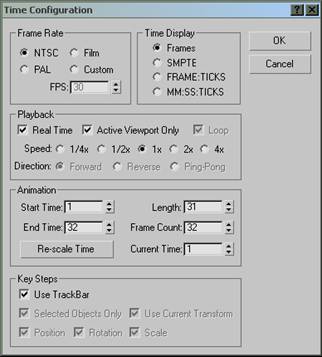 Time Configuration
Frame Rate
NTSC Film
PAL Custom
FPS: 30
Time Display
Frames
SMPTE
FRAME:TICKS
MM:SS:TICKS
OK
Cancel
Playback
Real Time Active Viewport Only Loop
Speed: 1/4x 1/2x 1x 2x 4x
Direction: Forward Reverse Ping-Pong
Animation
Start Time: 1 Length: 31
End Time: 32 Frame Count: 32
Re-scale Time Current Time: 1
Key Steps
Use TrackBar
Selected Objects Only Use Current Transform
Position Rotation Scale